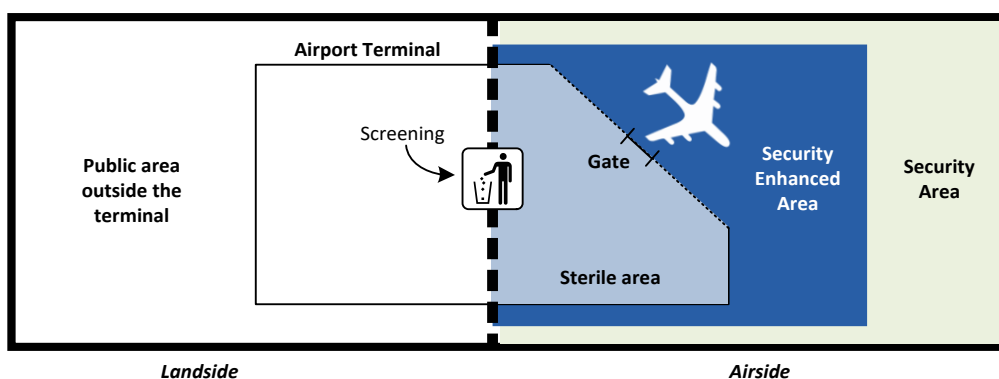 Airport Terminal
Screening
Public area
outside the
terminal
Gate
Security
Enhanced
Area
Security
Area
Sterile area
Landside
Airside